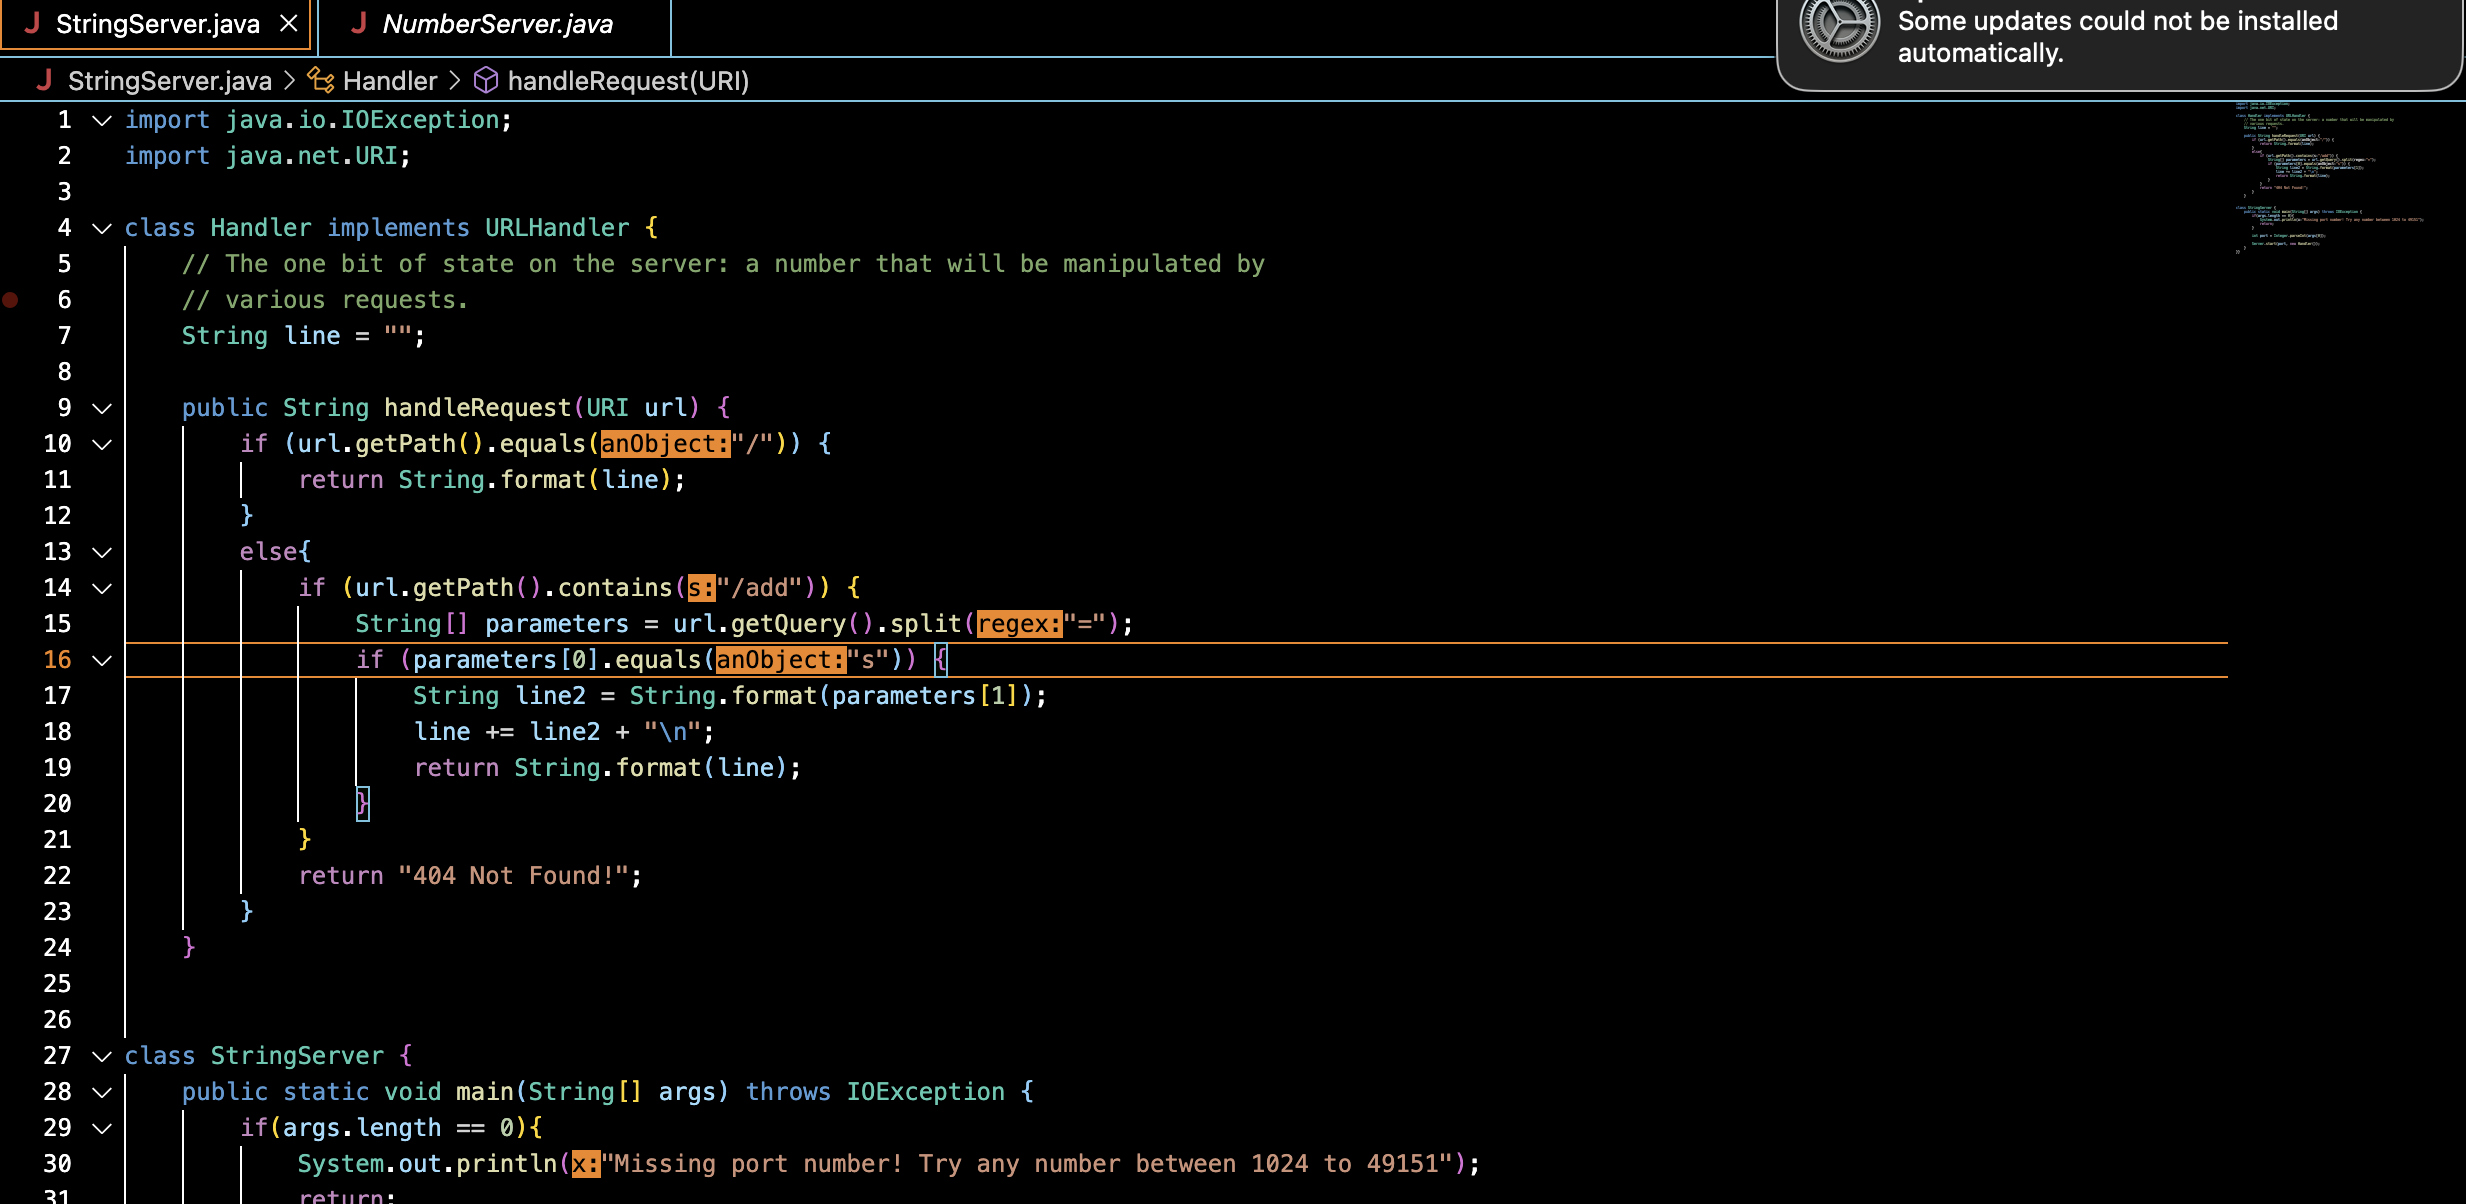 StringServer.java
NumberServer.java
Some updates could not be installed
automatically.
StringServer.java > Handler > handleRequest(URI)
1 import java.io.IOException;
2 import java.net.URI;
3
4 class Handler implements URLHandler {
5 // The one bit of state on the server: a number that will be manipulated by
6 // various requests.
7 String line = "";
8
9 public String handleRequest(URI url) {
10 if (url.getPath().equals(anObject:"/")) {
11 return String.format(line);
12 }
13 else{
14 if (url.getPath().contains(s:"/add")) {
15 String[] parameters = url.getQuery().split(regex:"=");
16 if (parameters[0].equals(anObject:"s")) {
17 String line2 = String.format(parameters[1]);
18 line += line2 + "\n";
19 return String.format(line);
20 }
21 }
22 return "404 Not Found!";
23 }
24 }
25
26
27 class StringServer {
28 public static void main(String[] args) throws IOException {
29 if(args.length == 0){
30 System.out.println(x:"Missing port number! Try any number between 1024 to 49151");
31 return;